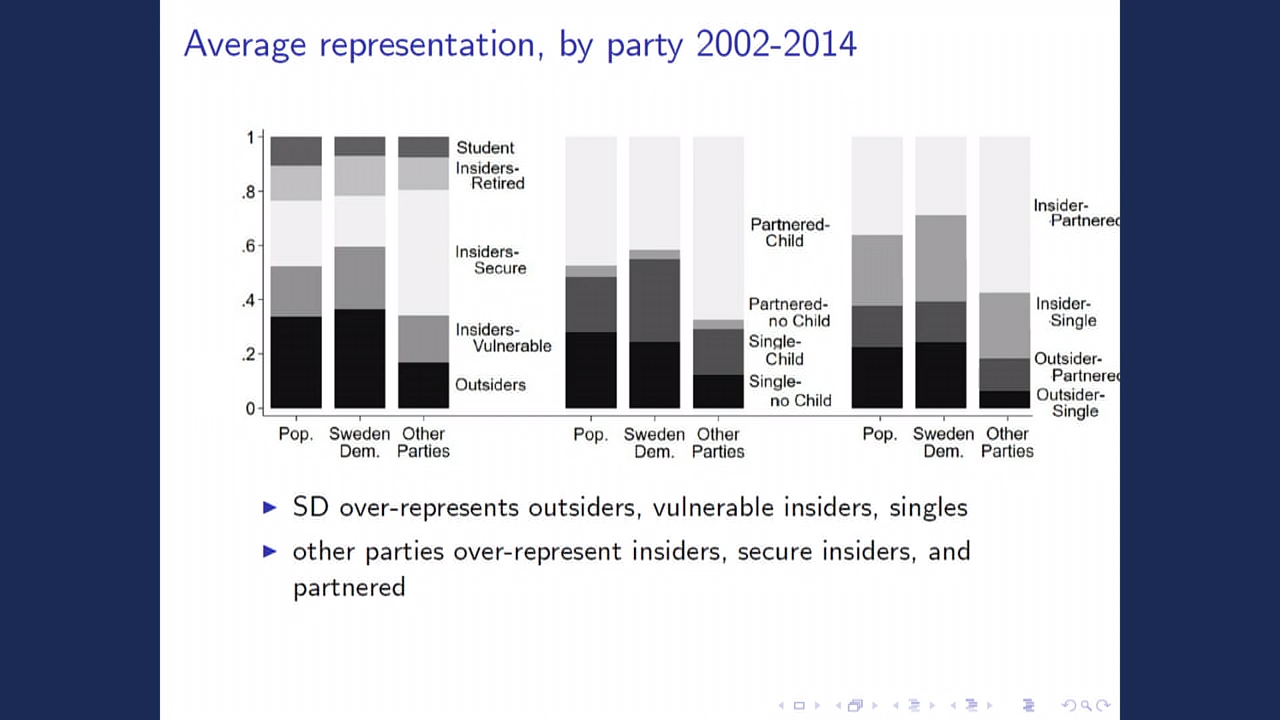 Average representation, by party 2002-2014
1
.8
.6
.4
.2
0
Student
Insiders-
Retired
Insiders-
Secure
Insiders-
Vulnerable
Outsiders
Pop.
Sweden
Dem.
Other
Parties
Partnered-
Child
Partnered-
no Child
Single-
Child
Single-
no Child
Pop.
Sweden
Dem.
Other
Parties
Insider-
Partnered
Insider-
Single
Outsider-
Partnered
Outsider-
Single
Pop.
Sweden
Dem.
Other
Parties
SD over-represents outsiders, vulnerable insiders, singles
other parties over-represent insiders, secure insiders, and
partnered